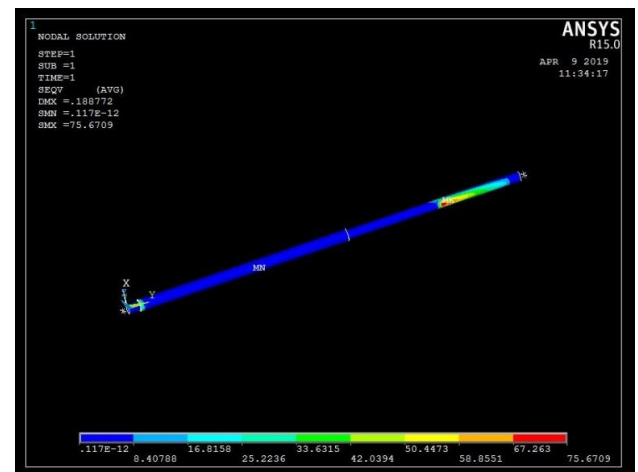 1
NODAL SOLUTION
STEP=1
SUB =1
TIME=1
SEQV (AVG)
DMX =.188772
SMN =.117E-12
SMX =75.6709
ANSYS
R15.0
APR 9 2019
11:34:17
MX
MN
X
Y
.117E-12 16.8158 33.6315 50.4473 67.263
8.40788 25.2236 42.0394 58.8551 75.6709